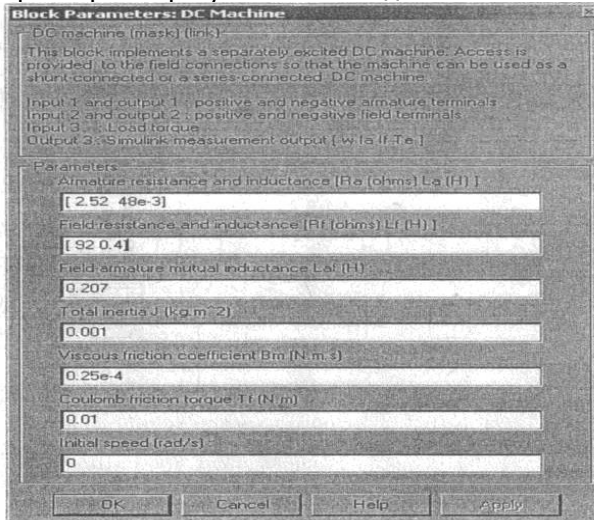 Block Parameters: DC Machine
DC machine (mask) (link)
This block implements a separately excited DC machine. Access is
provided to the field connections so that the machine can be used as a
shunt-connected or a series-connected DC machine.
Input 1 and output 1 : positive and negative armature terminals
Input 2 and output 2 : positive and negative field terminals
Input 3 : Load torque
Output 3 : Simulink measurement output [ w Ia If Te ]
Parameters
Armature resistance and inductance [Ra (ohms) La (H) ]
[ 2.52 48e-3]
Field resistance and inductance [Rf (ohms) Lf (H) ]
[ 92 0.4]
Field-armature mutual inductance Laf (H) :
0.207
Total inertia J (kg.m^2)
0.001
Viscous friction coefficient Bm (N.m.s)
0.25e-4
Coulomb friction torque Tf (N.m)
0.01
Initial speed (rad/s) :
0
OK Cancel Help Apply